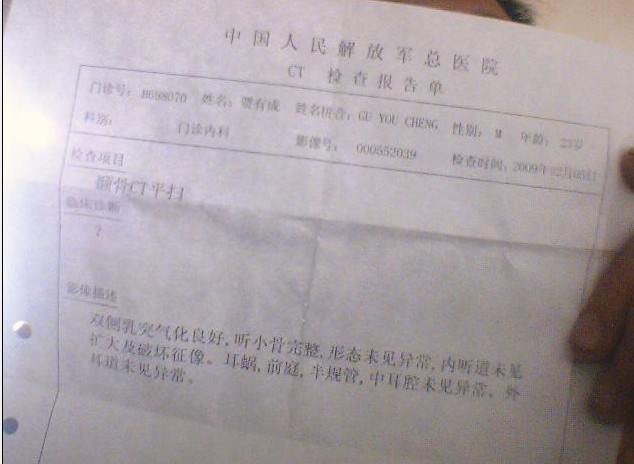 中国人民解放军总医院
CT 检查报告单
门诊号: B698070 姓名: 贾有成 姓名拼音: GU YOU CHENG 性别: M 年龄: 23岁
科别: 门诊内科 影像号: 000552039 检查时间: 2009年02月05日
检查项目
颞骨CT平扫
临床诊断
?
影像描述
双侧乳突气化良好, 听小骨完整, 形态未见异常, 内听道未见
扩大及破坏征像。耳蜗, 前庭, 半规管, 中耳腔未见异常。外
耳道未见异常。